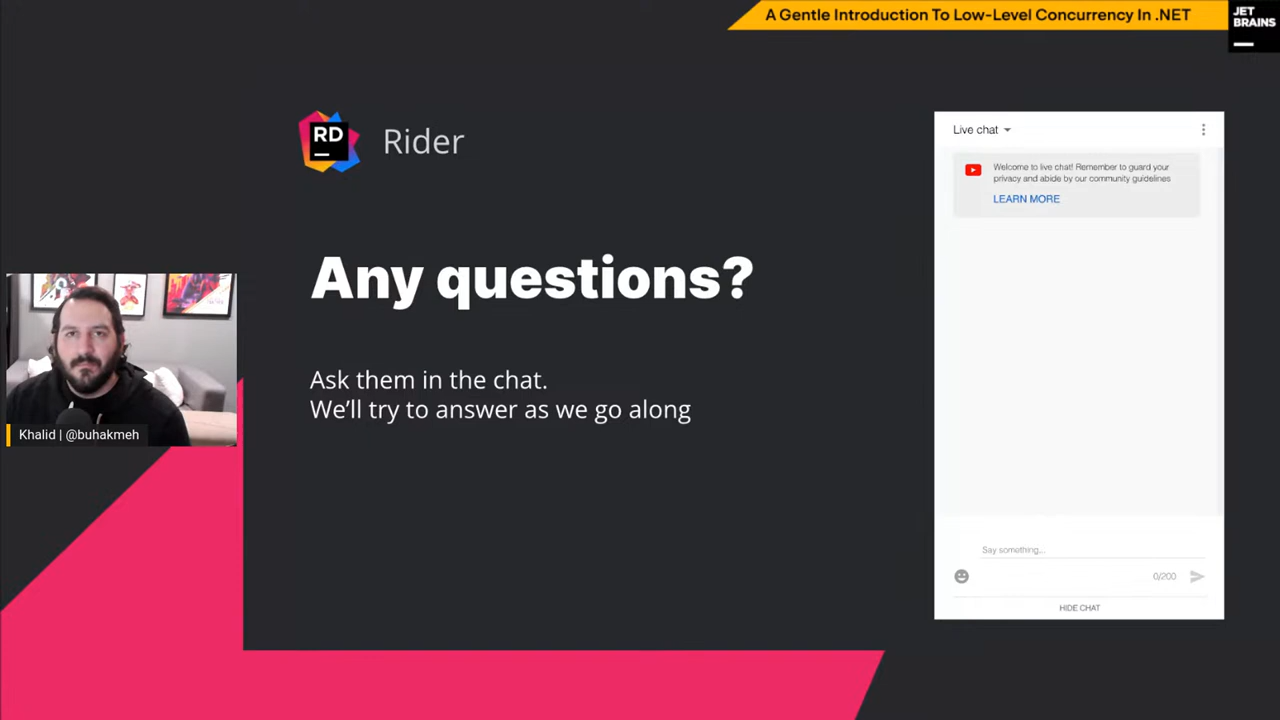 A Gentle Introduction To Low-Level Concurrency In .NET
JET
BRAINS
RD
Rider
Any questions?
Ask them in the chat.
We'll try to answer as we go along
Khalid | @buhakmeh
Live chat
Welcome to live chat! Remember to guard your
privacy and abide by our community guidelines
LEARN MORE
Say something...
0/200
HIDE CHAT